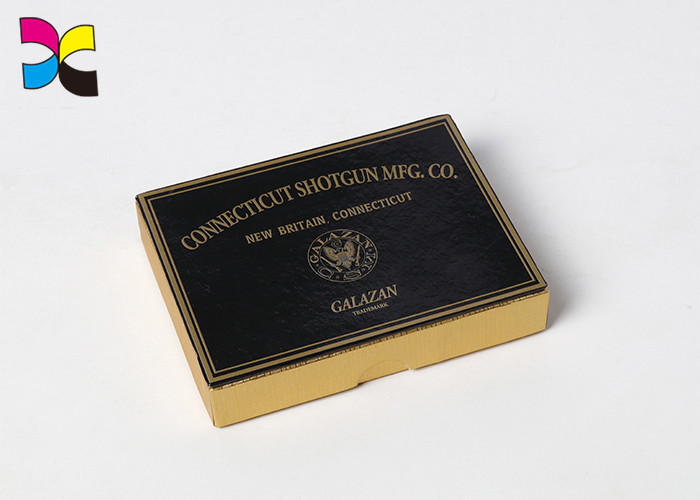 CONNECTICUT SHOTGUN MFG. CO.
NEW BRITAIN, CONNECTICUT
GALAZAN
GALAZAN
TRADEMARK